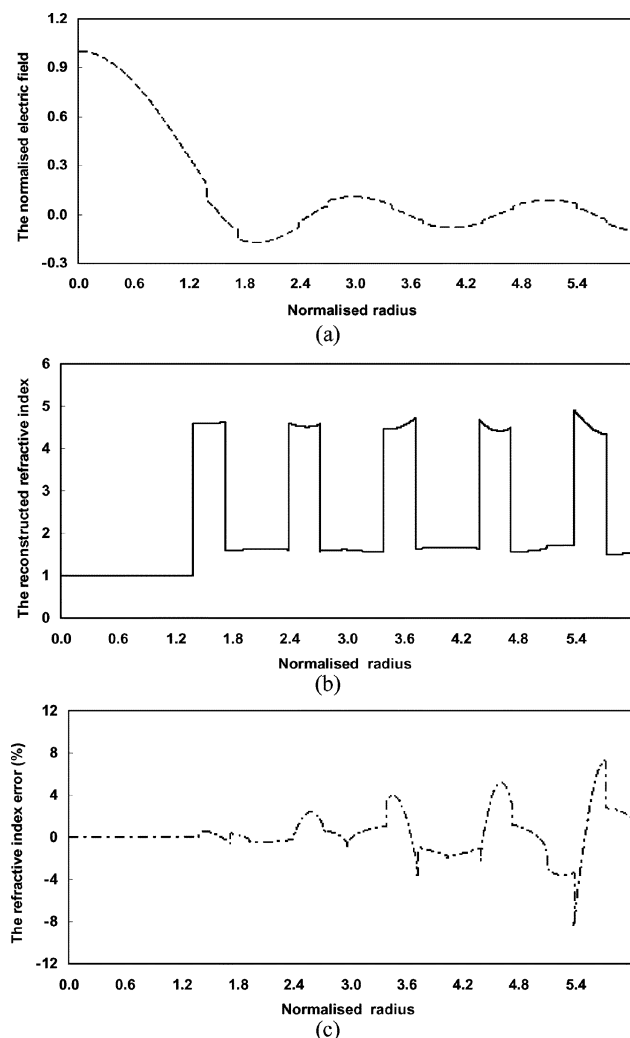 The normalised electric field
1.2
0.9
0.6
0.3
0.0
-0.3
0.0 0.6 1.2 1.8 2.4 3.0 3.6 4.2 4.8 5.4
Normalised radius
(a)
The reconstructed refractive index
6
5
4
3
2
1
0
0.0 0.6 1.2 1.8 2.4 3.0 3.6 4.2 4.8 5.4
Normalised radius
(b)
The refractive index error (%)
12
8
4
0
-4
-8
-12
0.0 0.6 1.2 1.8 2.4 3.0 3.6 4.2 4.8 5.4
Normalised radius
(c)